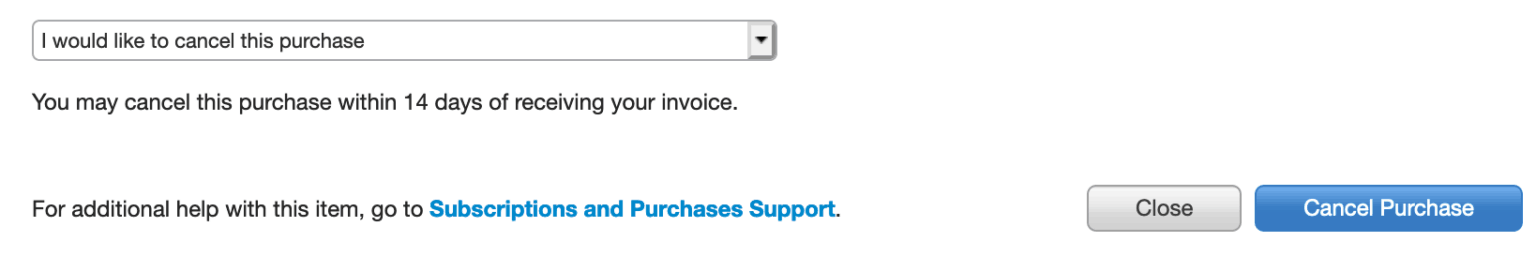 I would like to cancel this purchase
You may cancel this purchase within 14 days of receiving your invoice.
For additional help with this item, go to Subscriptions and Purchases Support.
Close
Cancel Purchase